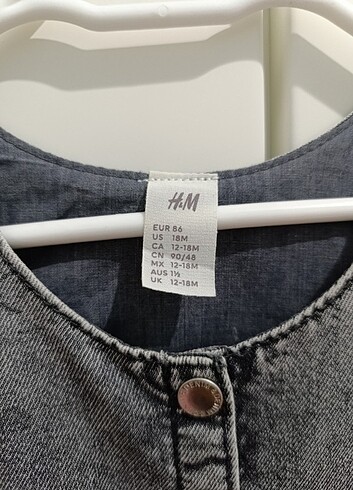 H&M
EUR 86
US 18M
CA 12-18M
CN 90/48
MX 12-18M
AUS 1½
UK 12-18M